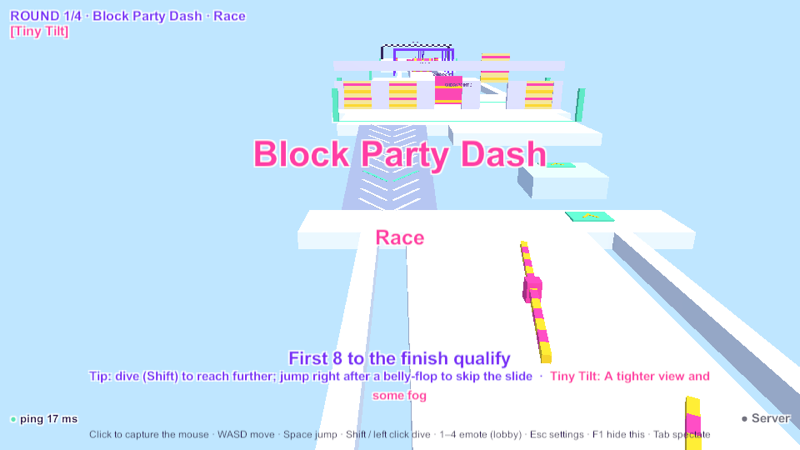 ROUND 1/4 · Block Party Dash · Race
[Tiny Tilt]
Block Party Dash
Race
First 8 to the finish qualify
Tip: dive (Shift) to reach further; jump right after a belly-flop to skip the slide · Tiny Tilt: A tighter view and
some fog
ping 17 ms
Server
Click to capture the mouse · WASD move · Space jump · Shift / left click dive · 1–4 emote (lobby) · Esc settings · F1 hide this · Tab spectate